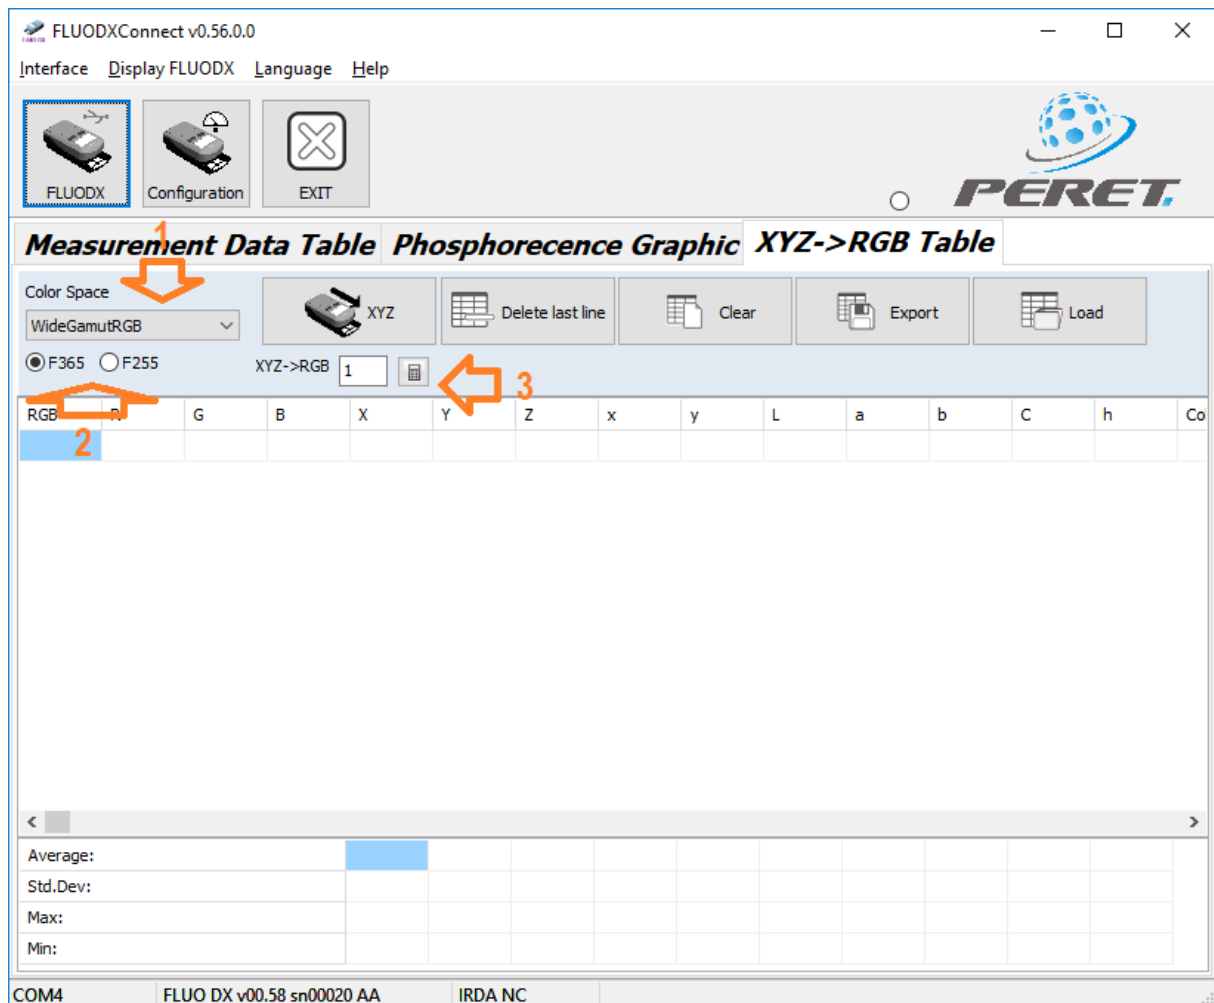 FLUODXConnect v0.56.0.0
Interface Display FLUODX Language Help
FLUODX Configuration EXIT
PERET.
1
Measurement Data Table Phosphorecence Graphic XYZ->RGB Table
Color Space
WideGamutRGB XYZ Delete last line Clear Export Load
F365 F255 XYZ->RGB 1 3
RGB R G B X Y Z x y L a b C h Co
2
Average:
Std.Dev:
Max:
Min:
COM4 FLUO DX v00.58 sn00020 AA IRDA NC